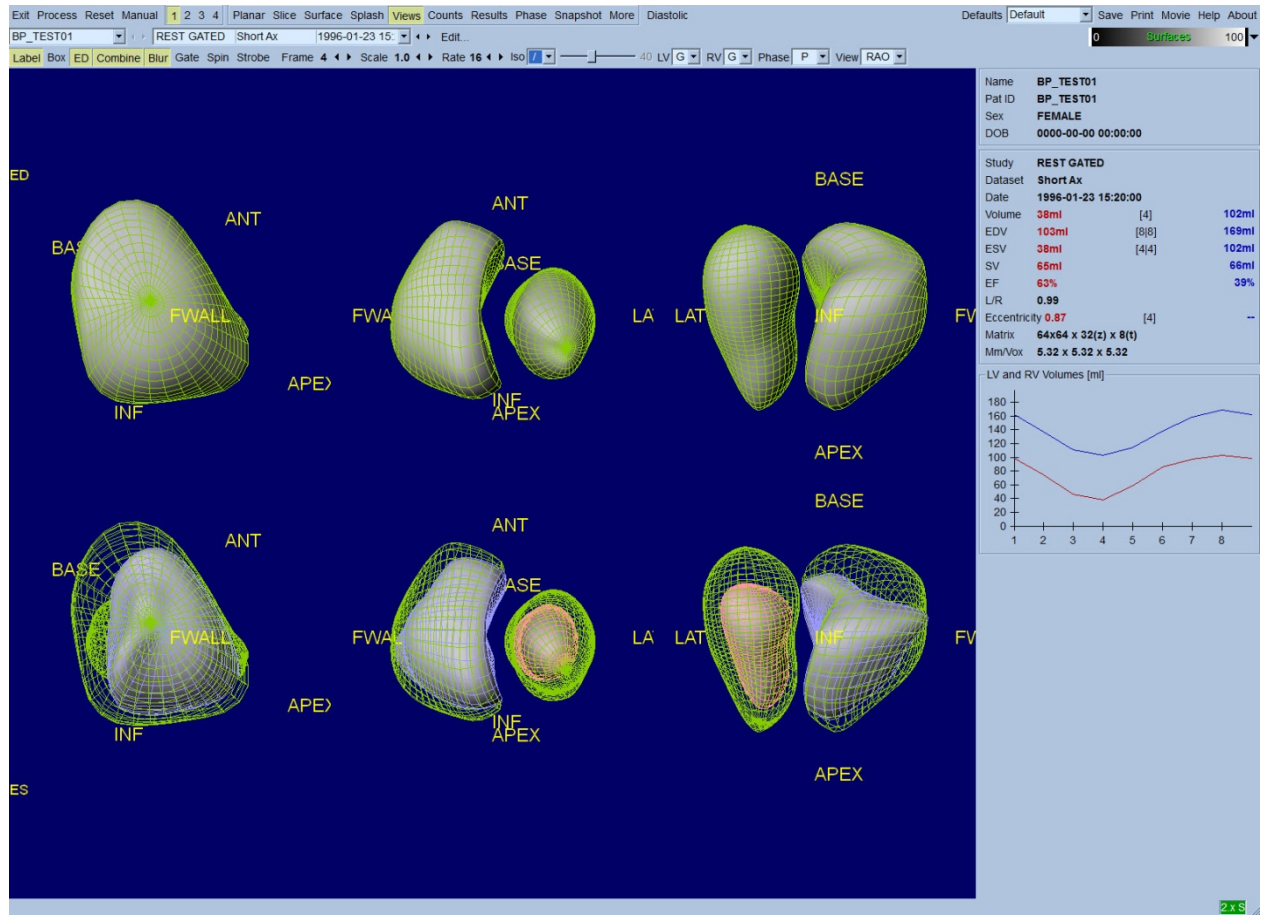 Exit Process Reset Manual 1 2 3 4 Planar Slice Surface Splash Views Counts Results Phase Snapshot More Diastolic Defaults Default Save Print Movie Help About
BP_TEST01 REST GATED Short Ax 1996-01-23 15: Edit... 0 Surfaces 100
Label Box ED Combine Blur Gate Spin Strobe Frame 4 Scale 1.0 Rate 16 Iso / 40 LV G RV G Phase P View RAO
Name BP_TEST01
Pat ID BP_TEST01
Sex FEMALE
DOB 0000-00-00 00:00:00
Study REST GATED
Dataset Short Ax
Date 1996-01-23 15:20:00
Volume 38ml [4] 102ml
EDV 103ml [8|8] 169ml
ESV 38ml [4|4] 102ml
SV 65ml 66ml
EF 63% 39%
L/R 0.99
Eccentricity 0.87 [4] --
Matrix 64x64 x 32(z) x 8(t)
Mm/Vox 5.32 x 5.32 x 5.32
LV and RV Volumes [ml]
180
160
140
120
100
80
60
40
20
0
1 2 3 4 5 6 7 8
ED
BASE
ANT ANT
BASE
FWALL FWA LA LAT INF FW
APEX
INF INF
APEX
APEX
BASE
ANT ANT
BASE BASE
FWALL FWAL LA LAT INF FW
APEX
INF INF
APEX
APEX
ES
2 x S